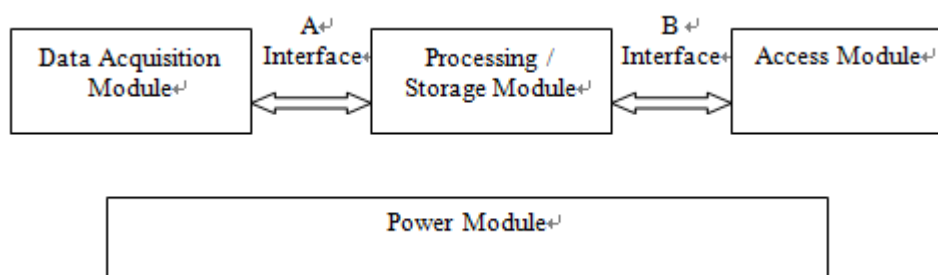 Data Acquisition
Module↵
A↵
Interface↵
Processing /
Storage Module↵
B ↵
Interface↵
Access Module↵
Power Module↵